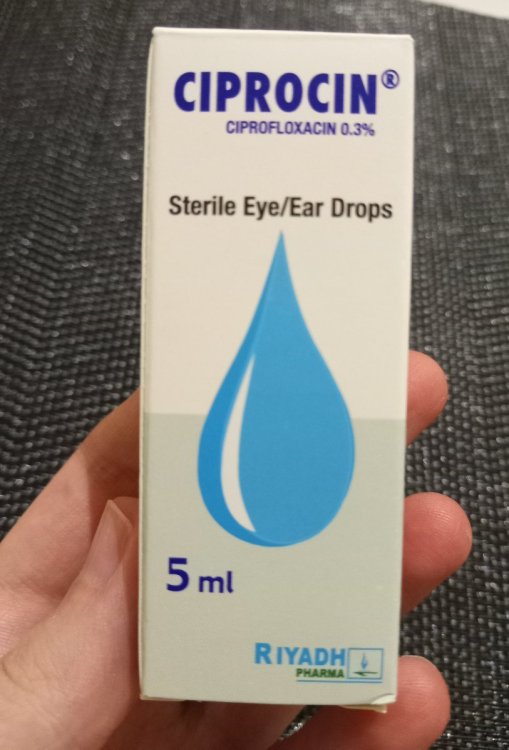 CIPROCIN®
CIPROFLOXACIN 0.3%
Sterile Eye/Ear Drops
5 ml
RIYADH
PHARMA